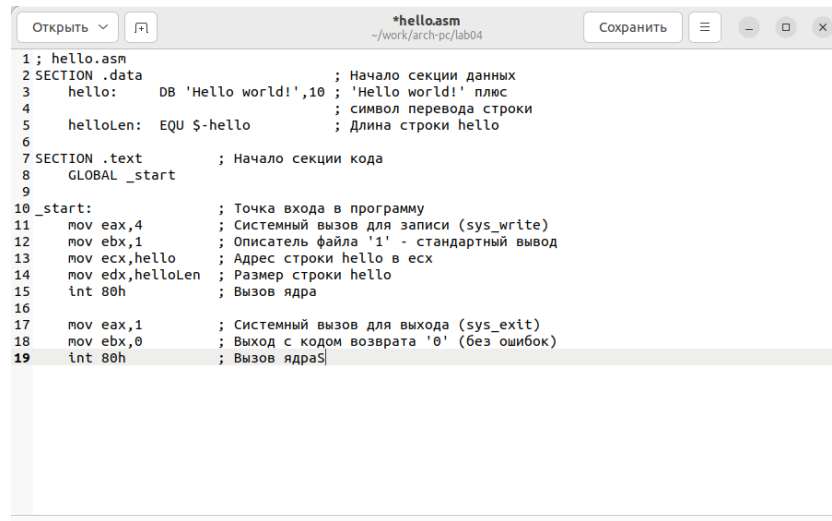 Открыть
*hello.asm
~/work/arch-pc/lab04
Сохранить
1 ; hello.asm
2 SECTION .data                       ; Начало секции данных
3     hello:     DB 'Hello world!',10 ; 'Hello world!' плюс
4                                     ; символ перевода строки
5     helloLen:  EQU $-hello          ; Длина строки hello
6
7 SECTION .text         ; Начало секции кода
8     GLOBAL _start
9
10 _start:               ; Точка входа в программу
11     mov eax,4         ; Системный вызов для записи (sys_write)
12     mov ebx,1         ; Описатель файла '1' - стандартный вывод
13     mov ecx,hello     ; Адрес строки hello в ecx
14     mov edx,helloLen  ; Размер строки hello
15     int 80h           ; Вызов ядра
16
17     mov eax,1         ; Системный вызов для выхода (sys_exit)
18     mov ebx,0         ; Выход с кодом возврата '0' (без ошибок)
19     int 80h           ; Вызов ядраS